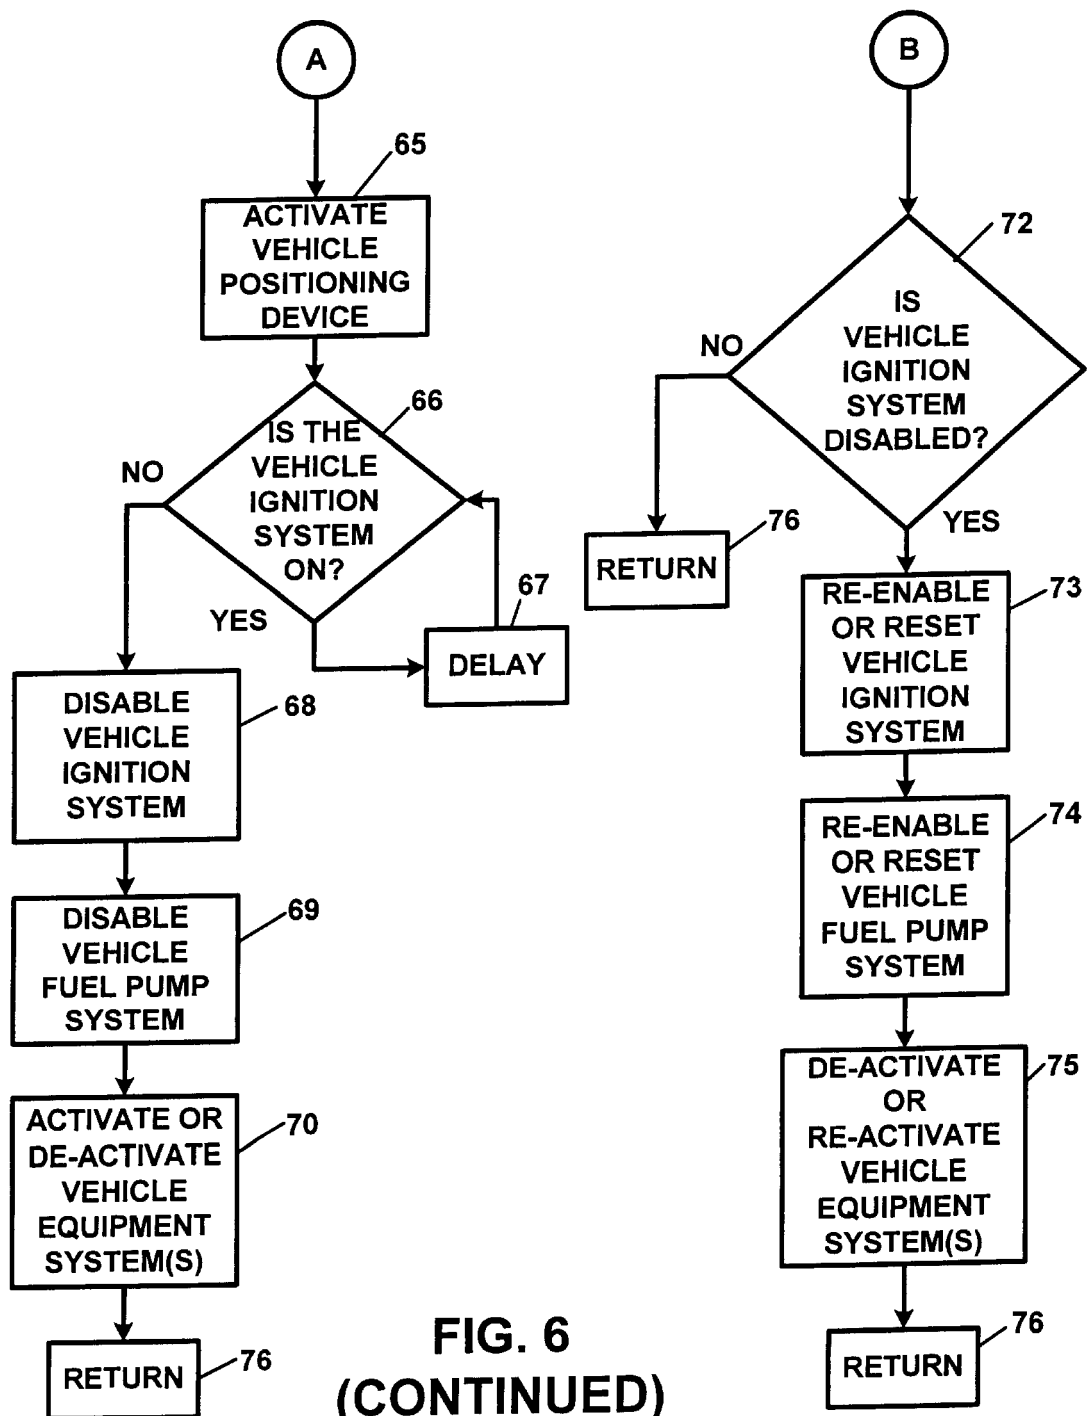 A
65
ACTIVATE
VEHICLE
POSITIONING
DEVICE
66
IS THE
VEHICLE
IGNITION
SYSTEM
ON?
NO
YES
67
DELAY
68
DISABLE
VEHICLE
IGNITION
SYSTEM
69
DISABLE
VEHICLE
FUEL PUMP
SYSTEM
70
ACTIVATE OR
DE-ACTIVATE
VEHICLE
EQUIPMENT
SYSTEM(S)
RETURN
76
B
72
IS
VEHICLE
IGNITION
SYSTEM
DISABLED?
NO
YES
76
RETURN
73
RE-ENABLE
OR RESET
VEHICLE
IGNITION
SYSTEM
74
RE-ENABLE
OR RESET
VEHICLE
FUEL PUMP
SYSTEM
75
DE-ACTIVATE
OR
RE-ACTIVATE
VEHICLE
EQUIPMENT
SYSTEM(S)
76
RETURN
FIG. 6
(CONTINUED)